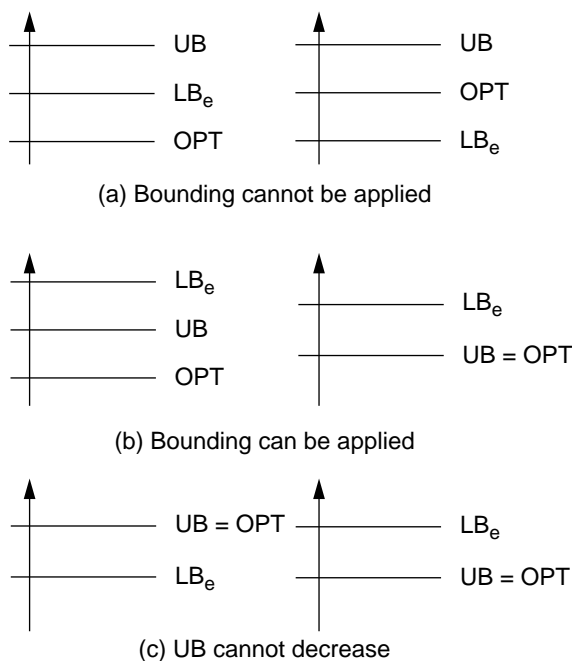 UB UB
LBe OPT
OPT LBe
(a) Bounding cannot be applied
LBe
LBe
UB
UB = OPT
OPT
(b) Bounding can be applied
UB = OPT LBe
LBe UB = OPT
(c) UB cannot decrease